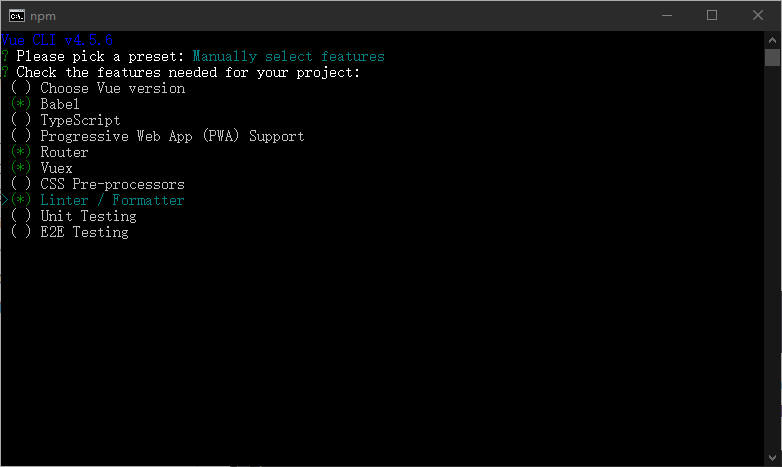 npm
Vue CLI v4.5.6
? Please pick a preset: Manually select features
? Check the features needed for your project:
( ) Choose Vue version
(*) Babel
( ) TypeScript
( ) Progressive Web App (PWA) Support
(*) Router
(*) Vuex
( ) CSS Pre-processors
>(*) Linter / Formatter
( ) Unit Testing
( ) E2E Testing